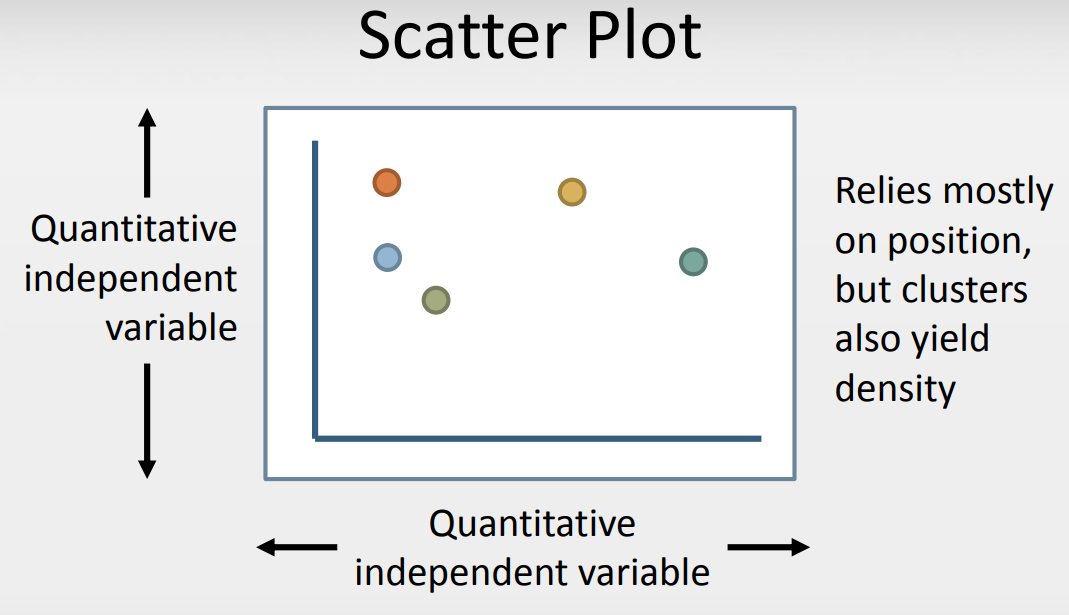 Scatter Plot
Quantitative
independent
variable
Relies mostly
on position,
but clusters
also yield
density
Quantitative
independent variable